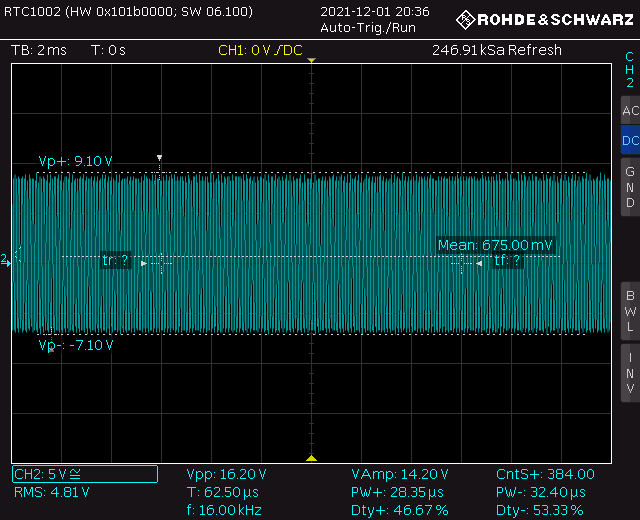 RTC1002 (HW 0x101b0000; SW 06.100)
2021-12-01 20:36
Auto-Trig./Run
ROHDE&SCHWARZ
TB: 2 ms
T: 0 s
CH1: 0 V / DC
246.91 kSa Refresh
CH2
AC
DC
GND
BWL
INV
Vp+: 9.10 V
2
Mean: 675.00 mV
tr: ?
tf: ?
Vp-: -7.10 V
CH2: 5 V ≅
Vpp: 16.20 V
VAmp: 14.20 V
CntS+: 384.00
RMS: 4.81 V
T: 62.50 µs
PW+: 28.35 µs
PW-: 32.40 µs
f: 16.00 kHz
Dty+: 46.67 %
Dty-: 53.33 %